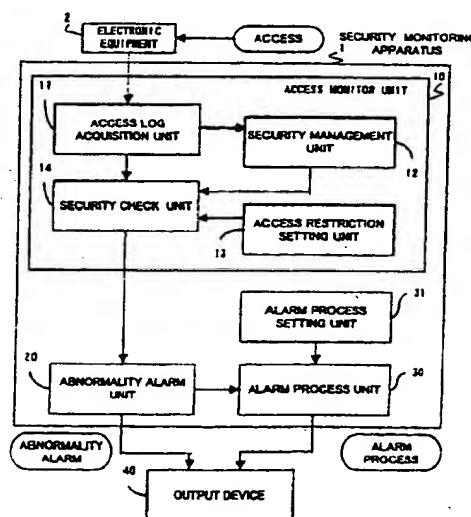 2
ELECTRONIC
EQUIPMENT
ACCESS
SECURITY MONITORING
APPARATUS
1
10
ACCESS MONITOR UNIT
11
ACCESS LOG
ACQUISITION UNIT
SECURITY MANAGEMENT
UNIT
12
14
SECURITY CHECK UNIT
ACCESS RESTRICTION
SETTING UNIT
13
31
ALARM PROCESS
SETTING UNIT
20
ABNORMALITY ALARM
UNIT
ALARM PROCESS UNIT
30
ABNORMALITY
ALARM
ALARM
PROCESS
40
OUTPUT DEVICE